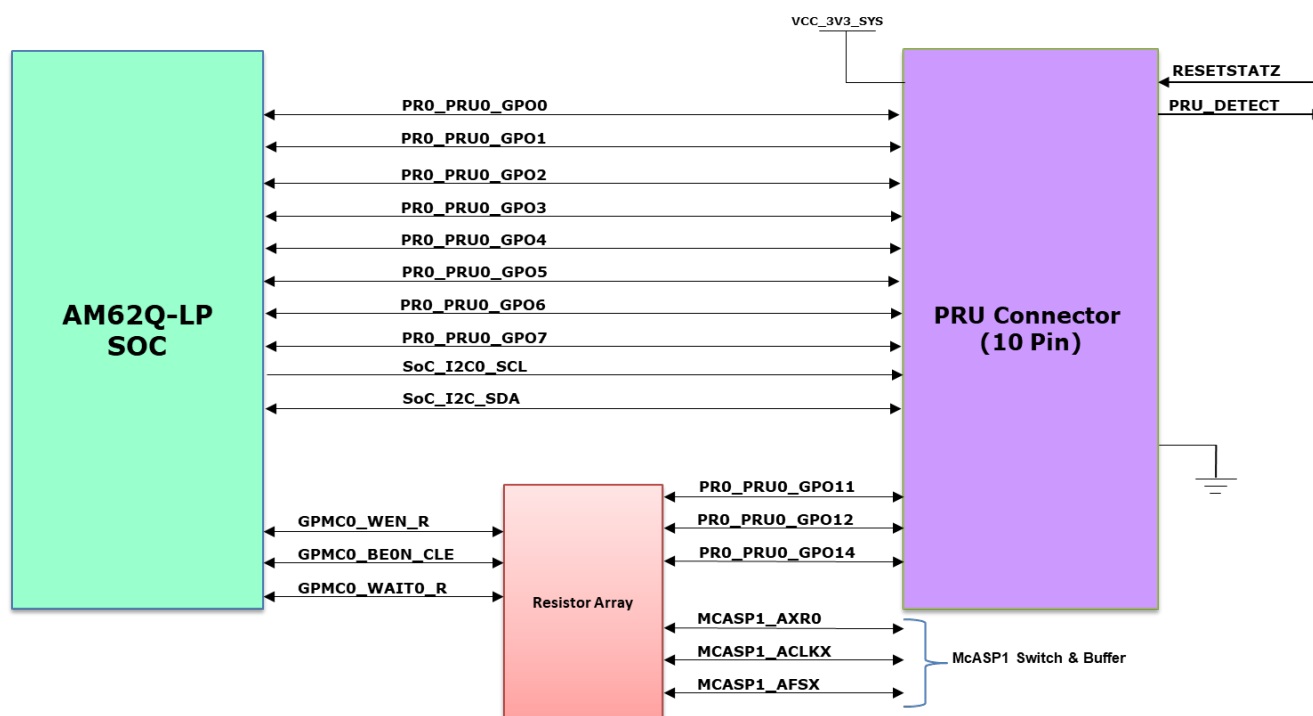 VCC_3V3_SYS
RESETSTATZ
PRU_DETECT
PR0_PRU0_GPO0
PR0_PRU0_GPO1
PR0_PRU0_GPO2
PR0_PRU0_GPO3
PR0_PRU0_GPO4
PR0_PRU0_GPO5
PR0_PRU0_GPO6
PR0_PRU0_GPO7
SoC_I2C0_SCL
SoC_I2C_SDA
AM62Q-LP
SOC
PRU Connector
(10 Pin)
PR0_PRU0_GPO11
PR0_PRU0_GPO12
PR0_PRU0_GPO14
GPMC0_WEN_R
GPMC0_BE0N_CLE
GPMC0_WAIT0_R
Resistor Array
MCASP1_AXR0
MCASP1_ACLKX
MCASP1_AFSX
McASP1 Switch & Buffer